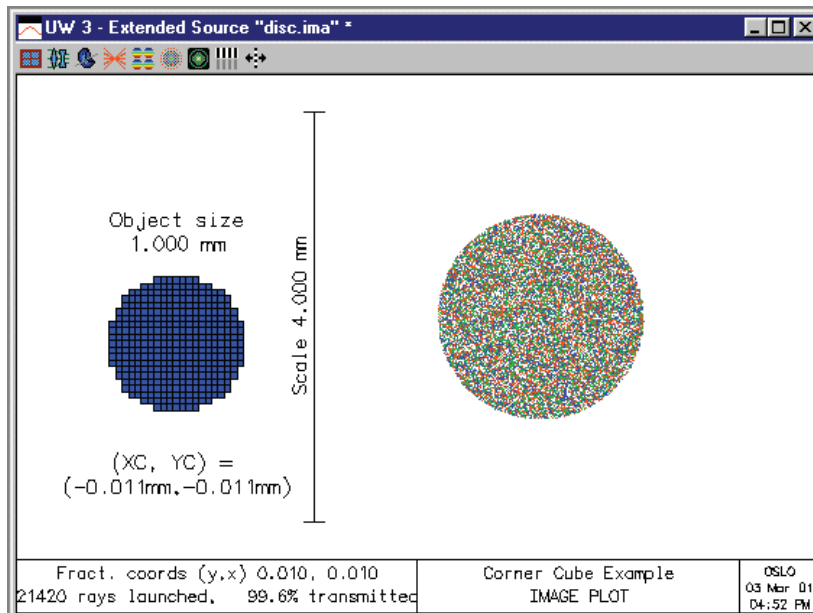 UW 3 - Extended Source "disc.ima" *
Object size
1.000 mm
Scale 4.000 mm
(XC, YC) =
(-0.011mm,-0.011mm)
Fract. coords (y,x) 0.010, 0.010
21420 rays launched, 99.6% transmitted
Corner Cube Example
IMAGE PLOT
OSLO
03 Mar 01
04:52 PM